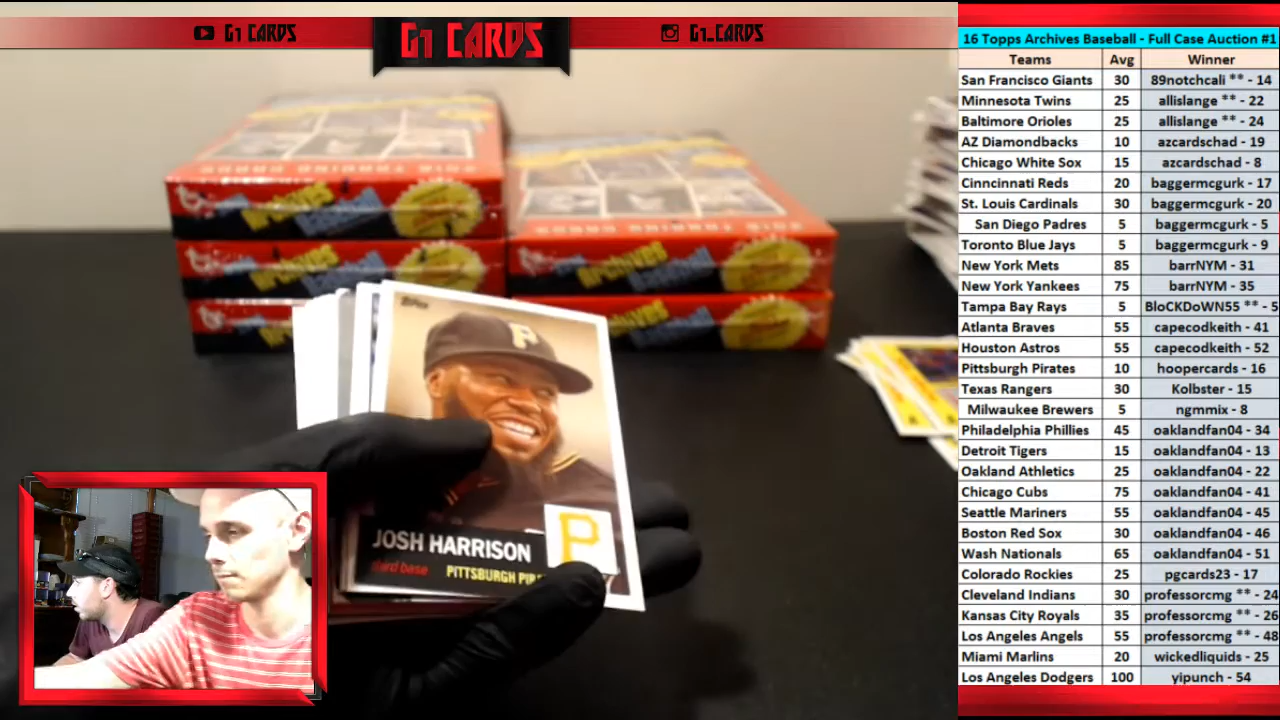 G1 CARDS
G1 CARDS
G1_CARDS
Archives
Archives
Archives
Topps
JOSH HARRISON
third base PITTSBURGH
P
16 Topps Archives Baseball - Full Case Auction #1
Teams Avg Winner
San Francisco Giants 30 89notchcali ** - 14
Minnesota Twins 25 allislange ** - 22
Baltimore Orioles 25 allislange ** - 24
AZ Diamondbacks 10 azcardschad - 19
Chicago White Sox 15 azcardschad - 8
Cinncinnati Reds 20 baggermcgurk - 17
St. Louis Cardinals 30 baggermcgurk - 20
San Diego Padres 5 baggermcgurk - 5
Toronto Blue Jays 5 baggermcgurk - 9
New York Mets 85 barrNYM - 31
New York Yankees 75 barrNYM - 35
Tampa Bay Rays 5 BloCKDoWN55 ** - 5
Atlanta Braves 55 capecodkeith - 41
Houston Astros 55 capecodkeith - 52
Pittsburgh Pirates 10 hoopercards - 16
Texas Rangers 30 Kolbster - 15
Milwaukee Brewers 5 ngmmix - 8
Philadelphia Phillies 45 oaklandfan04 - 34
Detroit Tigers 15 oaklandfan04 - 13
Oakland Athletics 25 oaklandfan04 - 22
Chicago Cubs 75 oaklandfan04 - 41
Seattle Mariners 55 oaklandfan04 - 45
Boston Red Sox 30 oaklandfan04 - 46
Wash Nationals 65 oaklandfan04 - 51
Colorado Rockies 25 pgcards23 - 17
Cleveland Indians 30 professorcmg ** - 24
Kansas City Royals 35 professorcmg ** - 26
Los Angeles Angels 55 professorcmg ** - 48
Miami Marlins 20 wickedliquids - 25
Los Angeles Dodgers 100 yipunch - 54